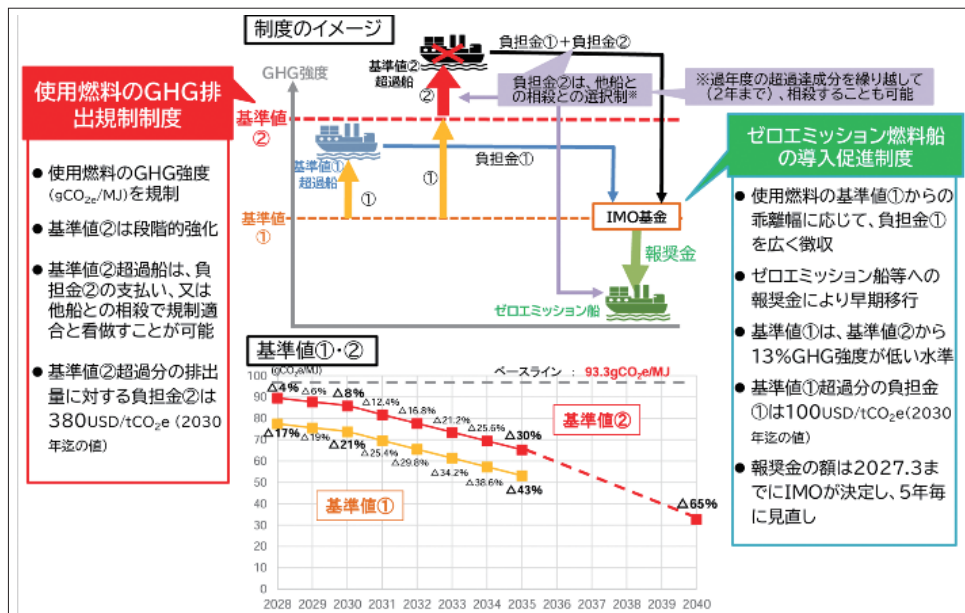 制度のイメージ
GHG強度
基準値②
超過船
②
負担金①+負担金②
負担金②は、他船と
の相殺との選択制※
※過年度の超過達成分を繰り越して
(2年まで)、相殺することも可能
基準値
②
基準値①
超過船
①
①
負担金①
基準値
①
IMO基金
報奨金
ゼロエミッション船
使用燃料のGHG排
出規制制度
● 使用燃料のGHG強度
(gCO2e/MJ)を規制
● 基準値②は段階的強化
● 基準値②超過船は、負
担金②の支払い、又は
他船との相殺で規制適
合と看做すことが可能
● 基準値②超過分の排出
量に対する負担金②は
380USD/tCO2e (2030
年迄の値)
ゼロエミッション燃料船
の導入促進制度
● 使用燃料の基準値①からの
乖離幅に応じて、負担金①
を広く徴収
● ゼロエミッション船等への
報奨金により早期移行
● 基準値①は、基準値②から
13%GHG強度が低い水準
● 基準値①超過分の負担金
①は100USD/tCO2e(2030
年迄の値)
● 報奨金の額は2027.3ま
でにIMOが決定し、5年毎
に見直し
基準値①・②
(gCO2e/MJ)
ベースライン : 93.3gCO2e/MJ
100
90
80
70
60
50
40
30
20
10
0
△4%
△6%
△8%
△12.4%
△16.8%
△21.2%
△25.6%
△30%
△65%
基準値②
△17%
△19%
△21%
△25.4%
△29.8%
△34.2%
△38.6%
△43%
基準値①
2028 2029 2030 2031 2032 2033 2034 2035 2036 2037 2038 2039 2040